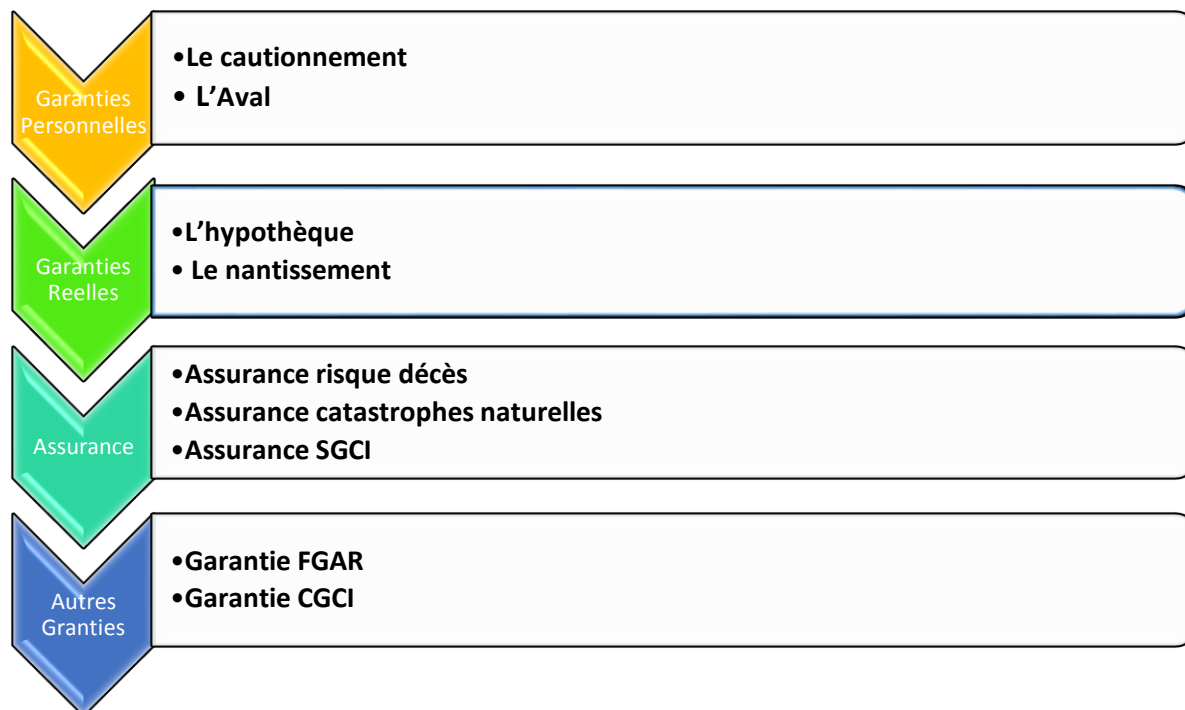 Garanties
Personnelles
•Le cautionnement
• L’Aval
Garanties
Reelles
•L’hypothèque
• Le nantissement
Assurance
•Assurance risque décès
•Assurance catastrophes naturelles
•Assurance SGCI
Autres
Granties
•Garantie FGAR
•Garantie CGCI